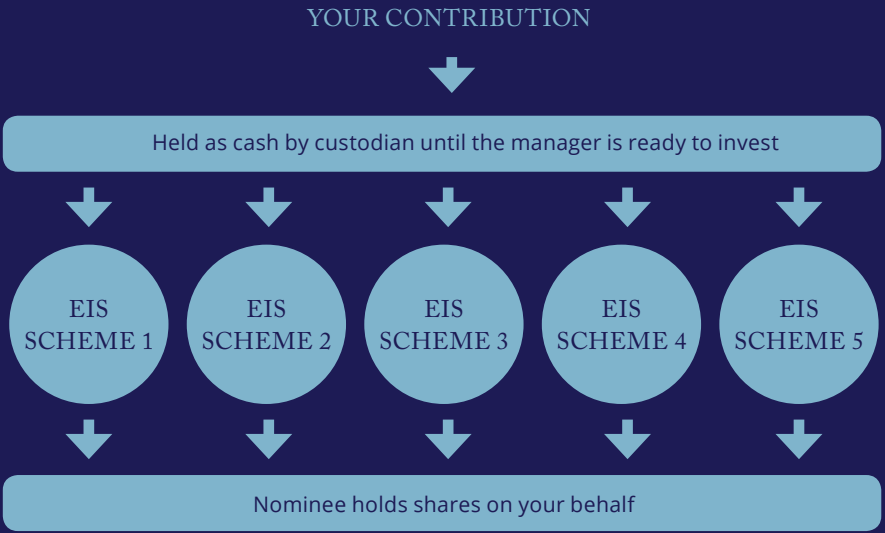 YOUR CONTRIBUTION
Held as cash by custodian until the manager is ready to invest
EIS
SCHEME 1
EIS
SCHEME 2
EIS
SCHEME 3
EIS
SCHEME 4
EIS
SCHEME 5
Nominee holds shares on your behalf